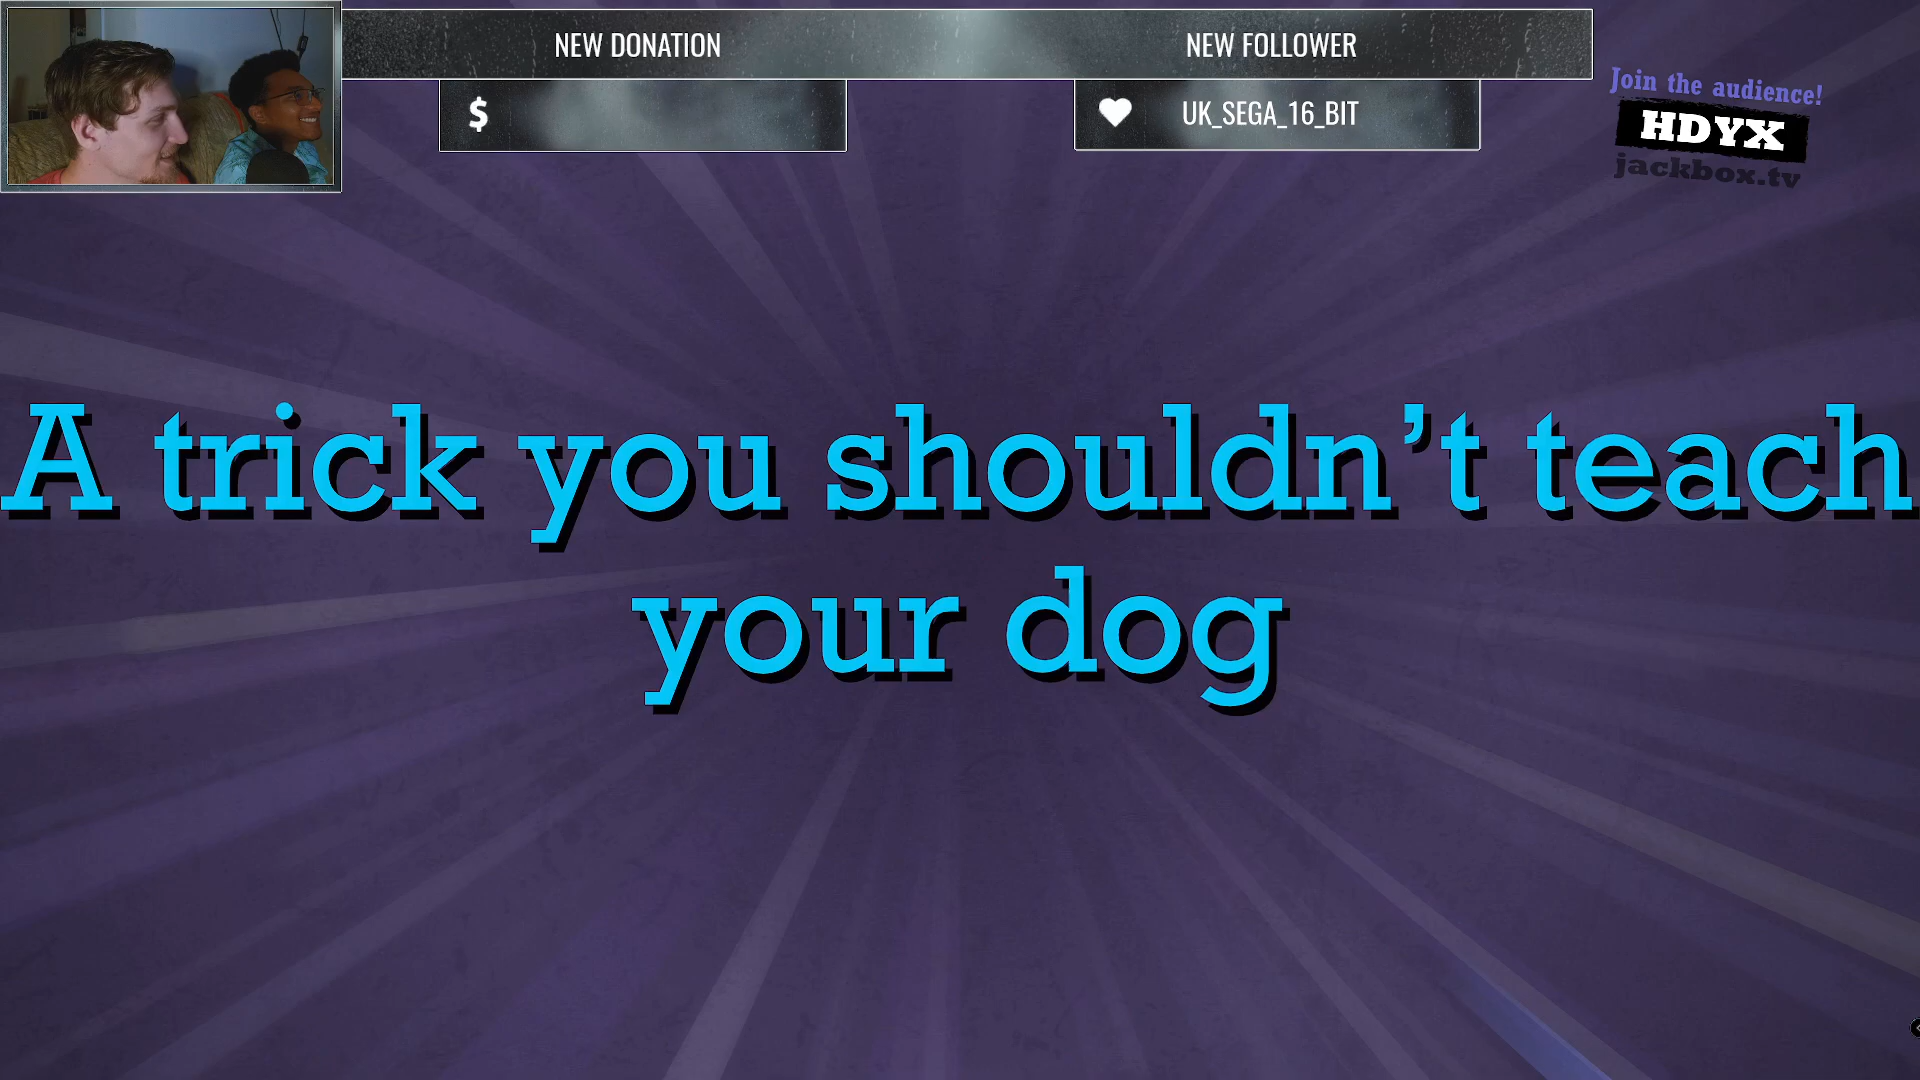 NEW DONATION
NEW FOLLOWER
$
UK_SEGA_16_BIT
Join the audience!
HDYX
jackbox.tv
A trick you shouldn’t teach
your dog